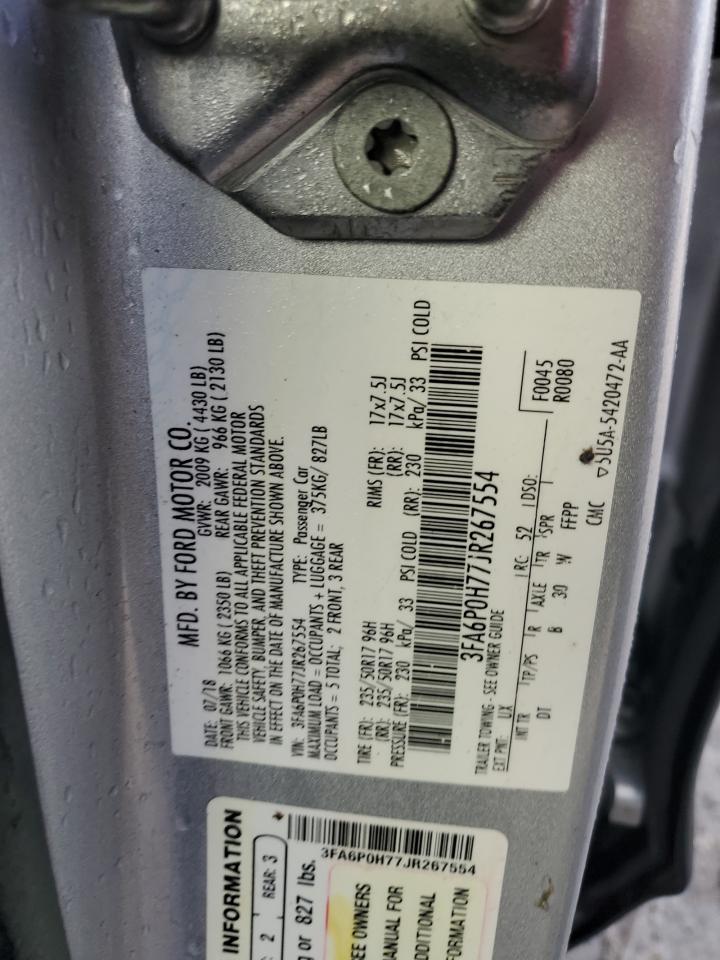 MFD. BY FORD MOTOR CO.
DATE: 07/18 GVWR: 2009 KG ( 4430 LB)
FRONT GAWR: 1066 KG ( 2350 LB) REAR GAWR: 966 KG ( 2130 LB)
THIS VEHICLE CONFORMS TO ALL APPLICABLE FEDERAL MOTOR
VEHICLE SAFETY, BUMPER, AND THEFT PREVENTION STANDARDS
IN EFFECT ON THE DATE OF MANUFACTURE SHOWN ABOVE.
VIN: 3FA6P0H77JR267554 TYPE: Passenger Car
MAXIMUM LOAD = OCCUPANTS + LUGGAGE = 375KG/ 827LB
OCCUPANTS = 5 TOTAL: 2 FRONT, 3 REAR
TIRE (FR): 235/50R17 96H RIMS (FR): 17x7.5J
(RR): 235/50R17 96H (RR): 17x7.5J
PRESSURE (FR): 230 kPa/ 33 PSI COLD (RR): 230 kPa/ 33 PSI COLD
3FA6P0H77JR267554
TRAILER TOWING - SEE OWNER GUIDE
EXT PNT: UX RC: 52 DSO: F0045
R0080
INT TR TP/PS R AXLE TR SPR
DT B 30 W FFPP
CMC 5U5A-5420472-AA
INFORMATION
2 REAR: 3
or 827 lbs.
3FA6P0H77JR267554
SEE OWNERS
MANUAL FOR
ADDITIONAL
INFORMATION